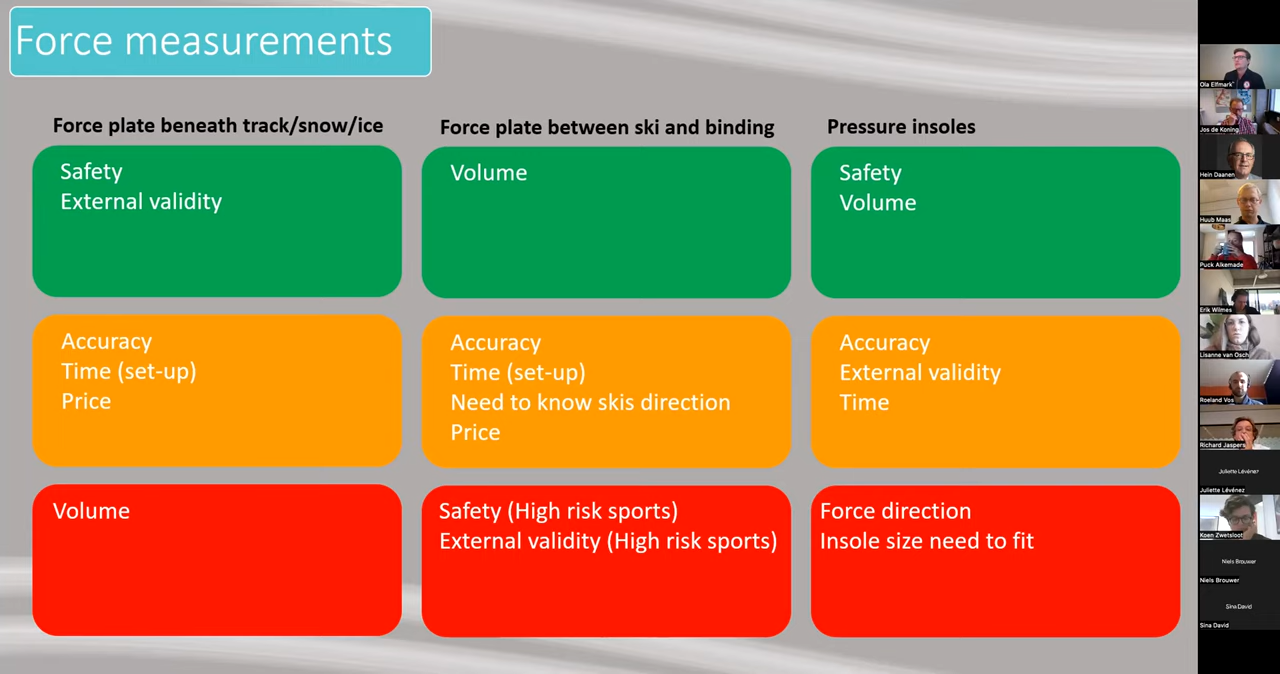 Force measurements
Force plate beneath track/snow/ice
Safety
External validity
Accuracy
Time (set-up)
Price
Volume
Force plate between ski and binding
Volume
Accuracy
Time (set-up)
Need to know skis direction
Price
Safety (High risk sports)
External validity (High risk sports)
Pressure insoles
Safety
Volume
Accuracy
External validity
Time
Force direction
Insole size need to fit
Ola Elfmark
Jos de Koning
Hein Daanen
Huub Maas
Puck Alkemade
Erik Wilmes
Lisanne van Osch
Roeland Vos
Richard Jaspers
Juliette Lévénez
Juliette Lévénez
Koen Zwetsloot
Niels Brouwer
Niels Brouwer
Sina David
Sina David